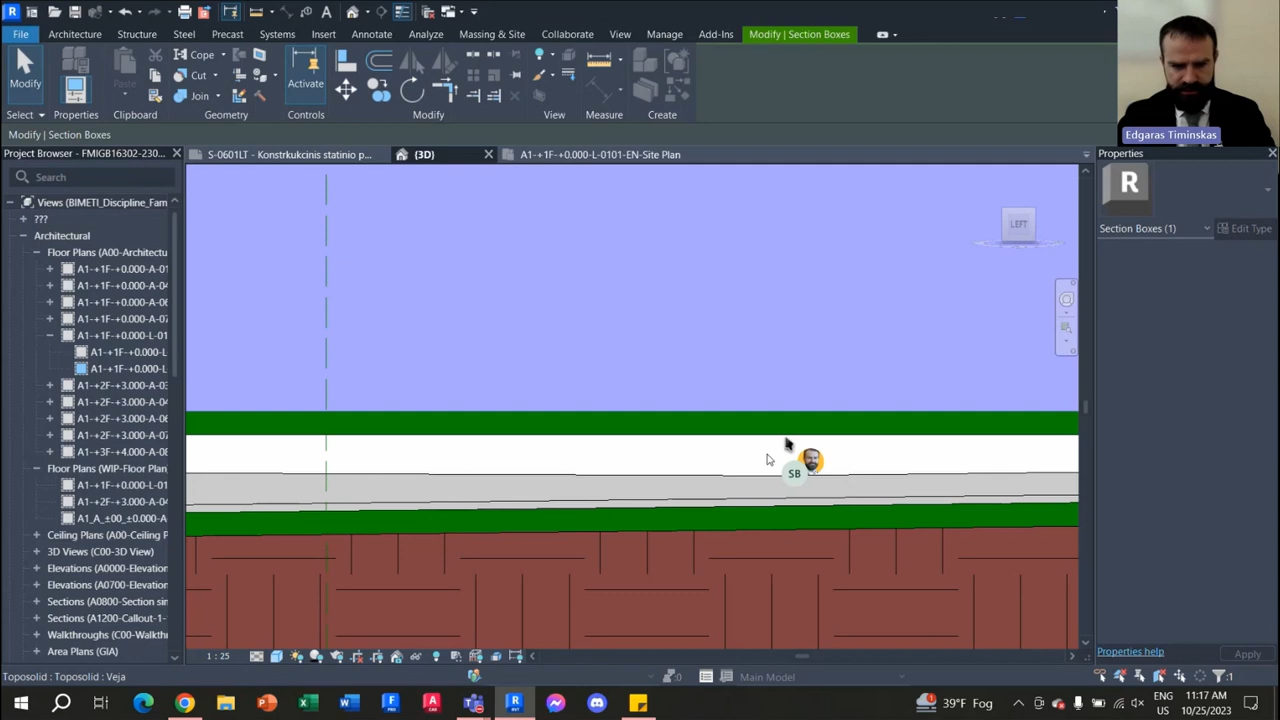 File Architecture Structure Steel Precast Systems Insert Annotate Analyze Massing & Site Collaborate View Manage Add-Ins Modify | Section Boxes
Modify Paste Cope Cut Join Activate
Select Properties Clipboard Geometry Controls Modify View Measure Create
Edgaras Timinskas
Modify | Section Boxes
Project Browser - FMIGB16302-230...
S-0601LT - Konstrkukcinis statinio p...
(3D)
A1-+1F-+0.000-L-0101-EN-Site Plan
Properties
Search
R
Section Boxes (1)
Edit Type
Views (BIMETI_Discipline_Fam
???
Architectural
Floor Plans (A00-Architectu
A1-+1F-+0.000-A-01
A1-+1F-+0.000-A-04
A1-+1F-+0.000-A-06
A1-+1F-+0.000-A-07
A1-+1F-+0.000-L-01
A1-+1F-+0.000-L
A1-+1F-+0.000-L
A1-+2F-+3.000-A-03
A1-+2F-+3.000-A-04
A1-+2F-+3.000-A-06
A1-+2F-+3.000-A-07
A1-+3F-+4.000-A-08
Floor Plans (WIP-Floor Plan
A1-+1F-+0.000-L-01
A1-+2F-+3.000-A-04
A1_A_±00_±0.000-A
Ceiling Plans (A00-Ceiling P
3D Views (C00-3D View)
Elevations (A0000-Elevation
Elevations (A0700-Elevation
Sections (A0800-Section sin
Sections (A1200-Callout-1-
Walkthroughs (C00-Walkth
Area Plans (GIA)
LEFT
SB
1 : 25
Properties help
Apply
Toposolid : Toposolid : Veja
:0
Main Model
:1
39°F Fog
ENG
US
11:17 AM
10/25/2023